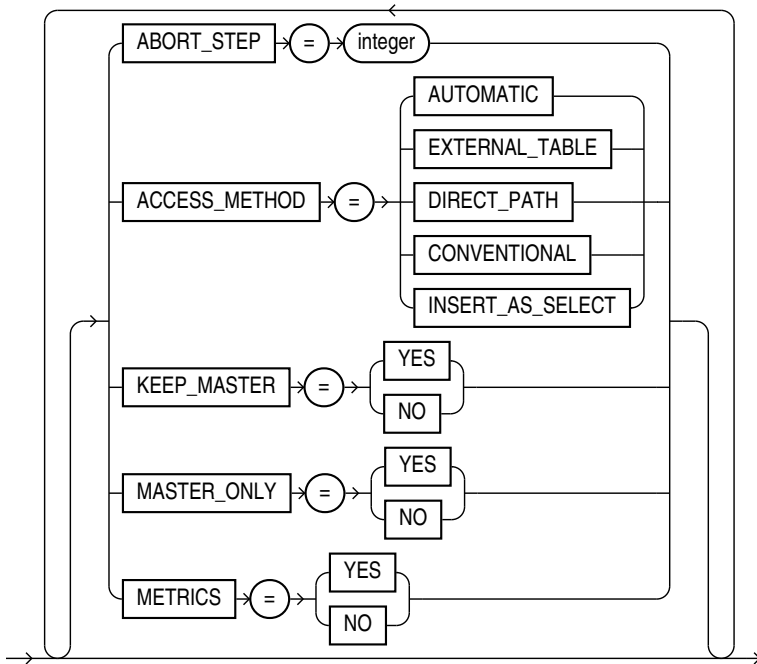 ABORT_STEP = integer
AUTOMATIC
EXTERNAL_TABLE
ACCESS_METHOD = DIRECT_PATH
CONVENTIONAL
INSERT_AS_SELECT
YES
KEEP_MASTER =
NO
YES
MASTER_ONLY =
NO
YES
METRICS =
NO